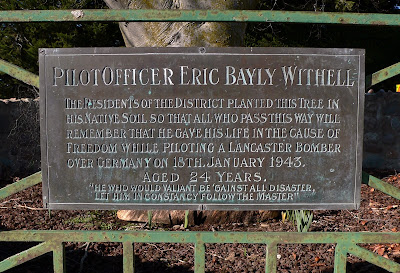 PILOT OFFICER ERIC BAYLY WITHELL
THE RESIDENTS OF THE DISTRICT PLANTED THIS TREE IN
HIS NATIVE SOIL SO THAT ALL WHO PASS THIS WAY WILL
REMEMBER THAT HE GAVE HIS LIFE IN THE CAUSE OF
FREEDOM WHILE PILOTING A LANCASTER BOMBER
OVER GERMANY ON 18TH. JANUARY 1943.
AGED 24 YEARS.
"HE WHO WOULD VALIANT BE 'GAINST ALL DISASTER,
LET HIM IN CONSTANCY FOLLOW THE MASTER"